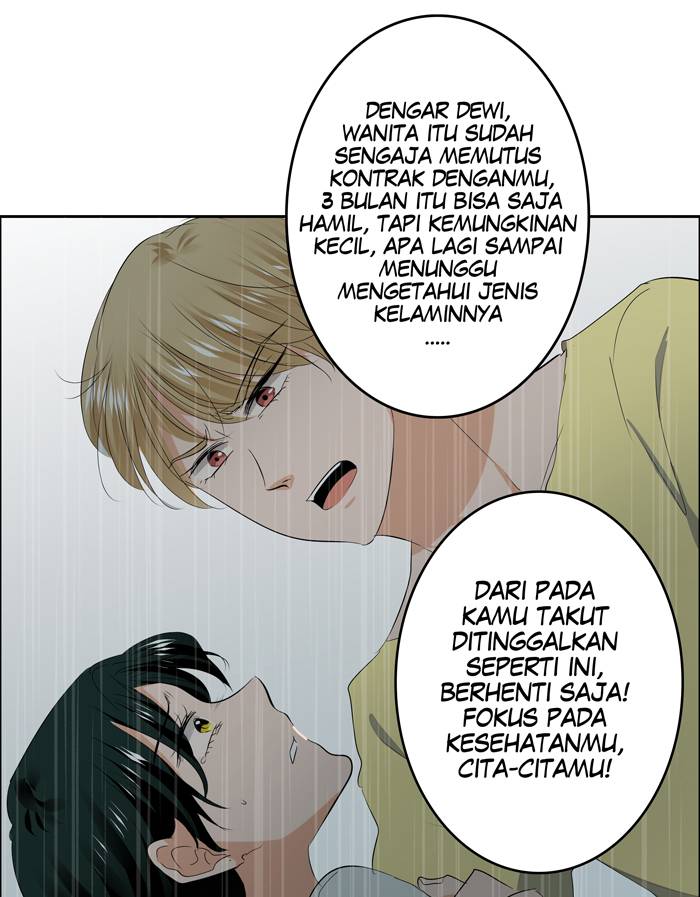 DENGAR DEWI,
WANITA ITU SUDAH
SENGAJA MEMUTUS
KONTRAK DENGANMU,
3 BULAN ITU BISA SAJA
HAMIL, TAPI KEMUNGKINAN
KECIL, APA LAGI SAMPAI
MENUNGGU
MENGETAHUI JENIS
KELAMINNYA
.....
DARI PADA
KAMU TAKUT
DITINGGALKAN
SEPERTI INI,
BERHENTI SAJA!
FOKUS PADA
KESEHATANMU,
CITA-CITAMU!